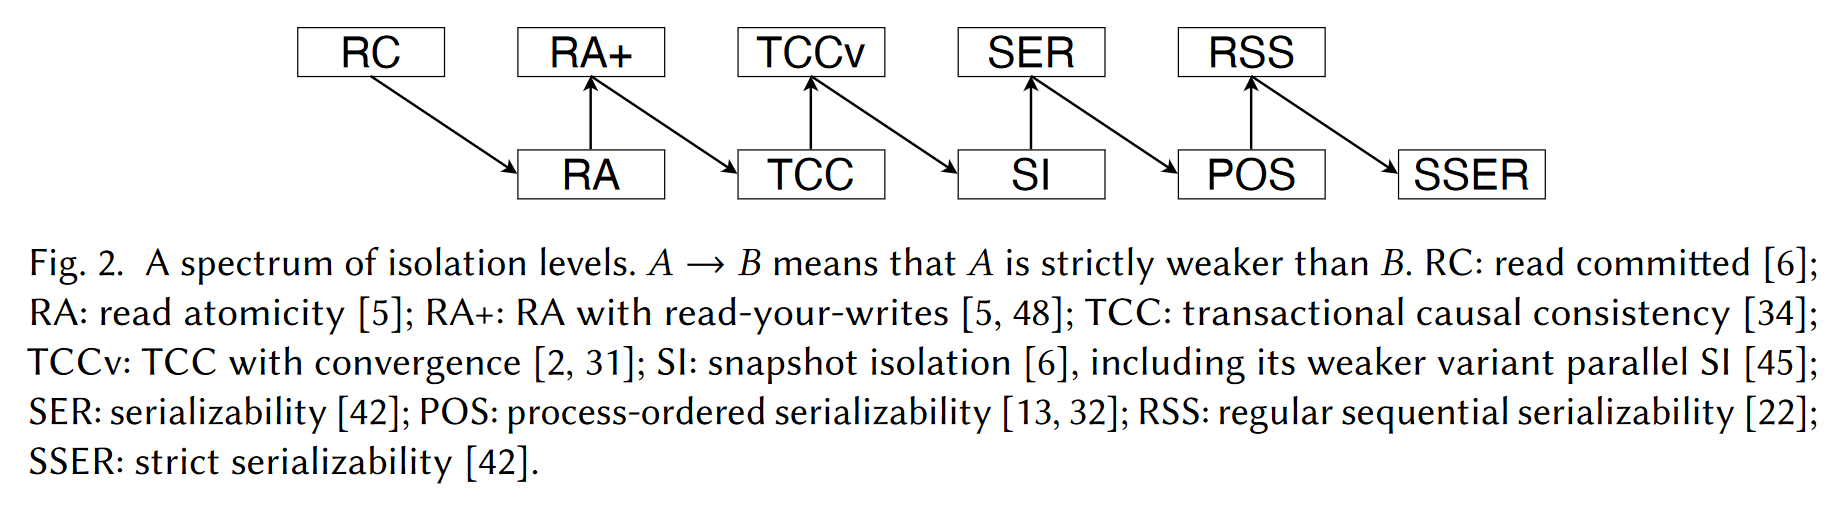 RC RA+ TCCv SER RSS
RA TCC SI POS SSER
Fig. 2. A spectrum of isolation levels. A → B means that A is strictly weaker than B. RC: read committed [6];
RA: read atomicity [5]; RA+: RA with read-your-writes [5, 48]; TCC: transactional causal consistency [34];
TCCv: TCC with convergence [2, 31]; SI: snapshot isolation [6], including its weaker variant parallel SI [45];
SER: serializability [42]; POS: process-ordered serializability [13, 32]; RSS: regular sequential serializability [22];
SSER: strict serializability [42].